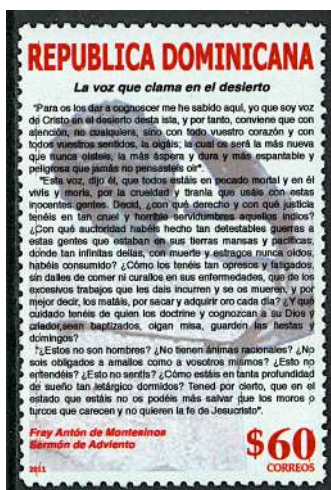 REPUBLICA DOMINICANA
La voz que clama en el desierto
"Para os los dar a cognoscer me he sabido aquí, yo que soy voz
de Cristo en el desierto desta isla, y por tanto, conviene que con
atención, no cualquiera, sino con todo vuestro corazón y con
todos vuestros sentidos, la oigáis; la cual os será la más nueva
que nunca oísteis, la más áspera y dura y más espantable y
peligrosa que jamás no pensasteis oír".
"Esta voz, dijo él, que todos estáis en pecado mortal y en él
vivís y morís, por la crueldad y tiranía que usáis con estas
inocentes gentes. Decid, ¿con qué derecho y con qué justicia
tenéis en tan cruel y horrible servidumbres aquellos indios?
¿Con qué auctoridad habéis hecho tan detestables guerras a
estas gentes que estaban en sus tierras mansas y pacíficas,
donde tan infinitas dellas, con muerte y estragos nunca oídos,
habéis consumido? ¿Cómo los tenéis tan opresos y fatigados,
sin dalles de comer ni curallos en sus enfermedades, que de los
excesivos trabajos que les dais incurren y se os mueren, y por
mejor decir, los matáis, por sacar y adquirir oro cada día? ¿Y qué
cuidado tenéis de quien los doctrine y cognozcan a su Dios y
criador,sean baptizados, oigan misa, guarden las fiestas y
domingos?
"¿Estos no son hombres? ¿No tienen ánimas racionales? ¿No
sois obligados a amallos como a vosotros mismos? ¿Esto no
entendéis? ¿Esto no sentís? ¿Cómo estáis en tanta profundidad
de sueño tan letárgico dormidos? Tened por cierto, que en el
estado que estáis no os podéis más salvar que los moros o
turcos que carecen y no quieren la fe de Jesucristo".
Fray Antón de Montesinos
Sermón de Adviento
$60
CORREOS
2011